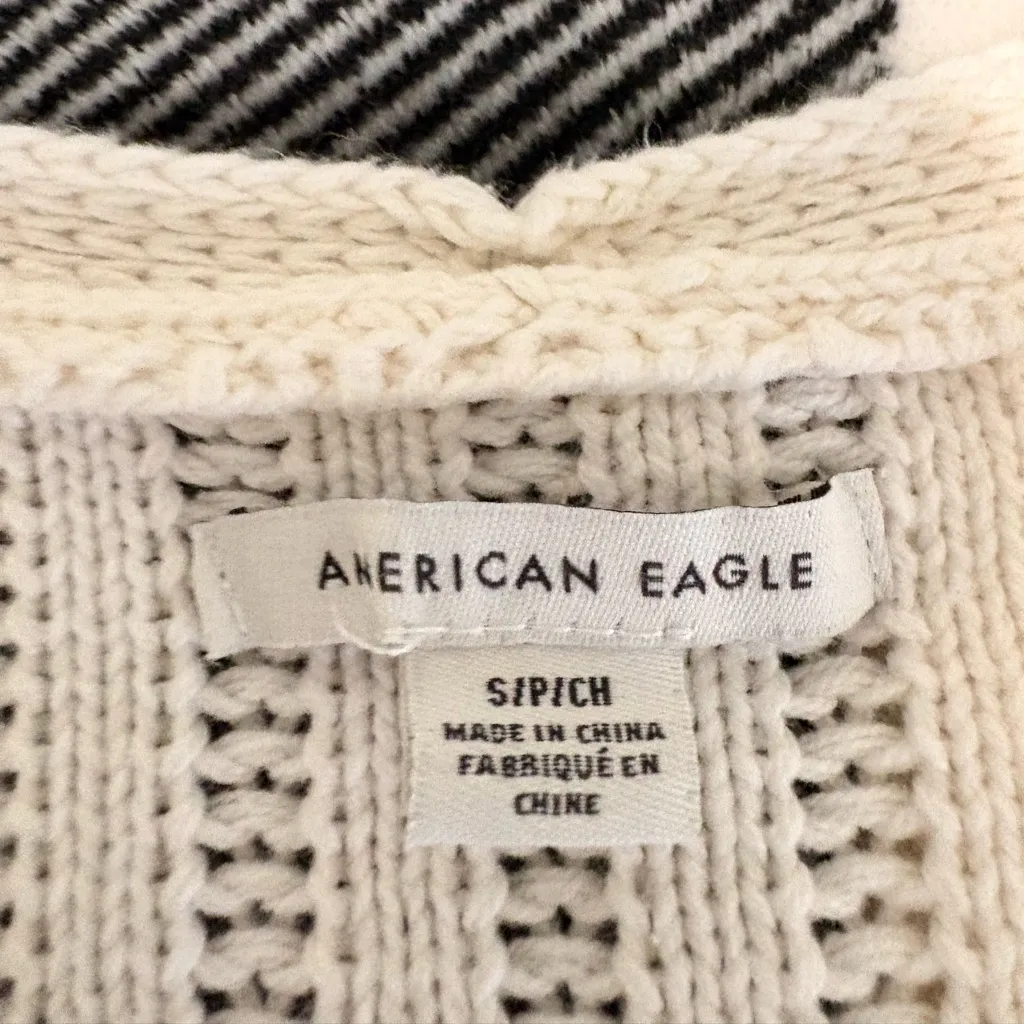 AMERICAN EAGLE
S/P/CH
MADE IN CHINA
FABRIQUÉ EN
CHINE